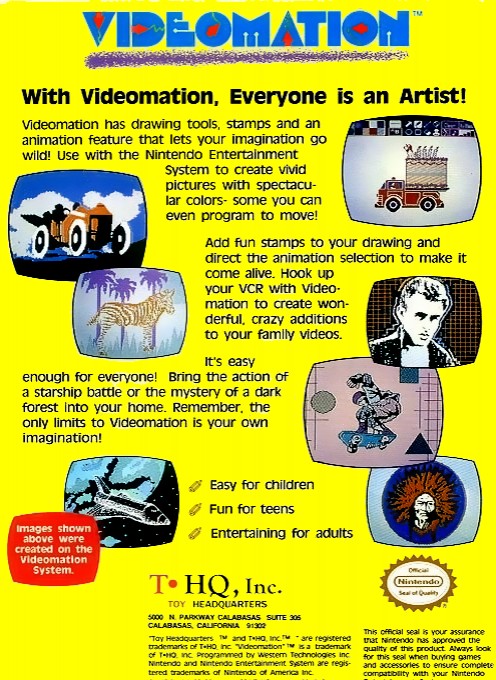 VIDEOMATION™
With Videomation, Everyone is an Artist!
Videomation has drawing tools, stamps and an
animation feature that lets your imagination go
wild! Use with the Nintendo Entertainment
System to create vivid
pictures with spectacu-
lar colors- some you can
even program to move!
Add fun stamps to your drawing and
direct the animation selection to make it
come alive. Hook up
your VCR with Video-
mation to create won-
derful, crazy additions
to your family videos.
It's easy
enough for everyone! Bring the action of
a starship battle or the mystery of a dark
forest into your home. Remember, the
only limits to Videomation is your own
imagination!
Easy for children
Fun for teens
Entertaining for adults
Images shown
above were
created on the
Videomation
System.
T•HQ, Inc.
TOY HEADQUARTERS
5000 N. PARKWAY CALABASAS SUITE 305
CALABASAS, CALIFORNIA 91302
"Toy Headquarters ™ and T•HQ, Inc.™ " are registered
trademarks of T•HQ, Inc. "Videomation" ™ is a trademark
of T•HQ, Inc. Programmed by Western Technologies Inc.
Nintendo and Nintendo Entertainment System are regis-
tered trademarks of Nintendo of America Inc.
Official
Nintendo
Seal of Quality
This official seal is your assurance
that Nintendo has approved the
quality of this product. Always look
for this seal when buying games
and accessories to ensure complete
compatibility with your Nintendo